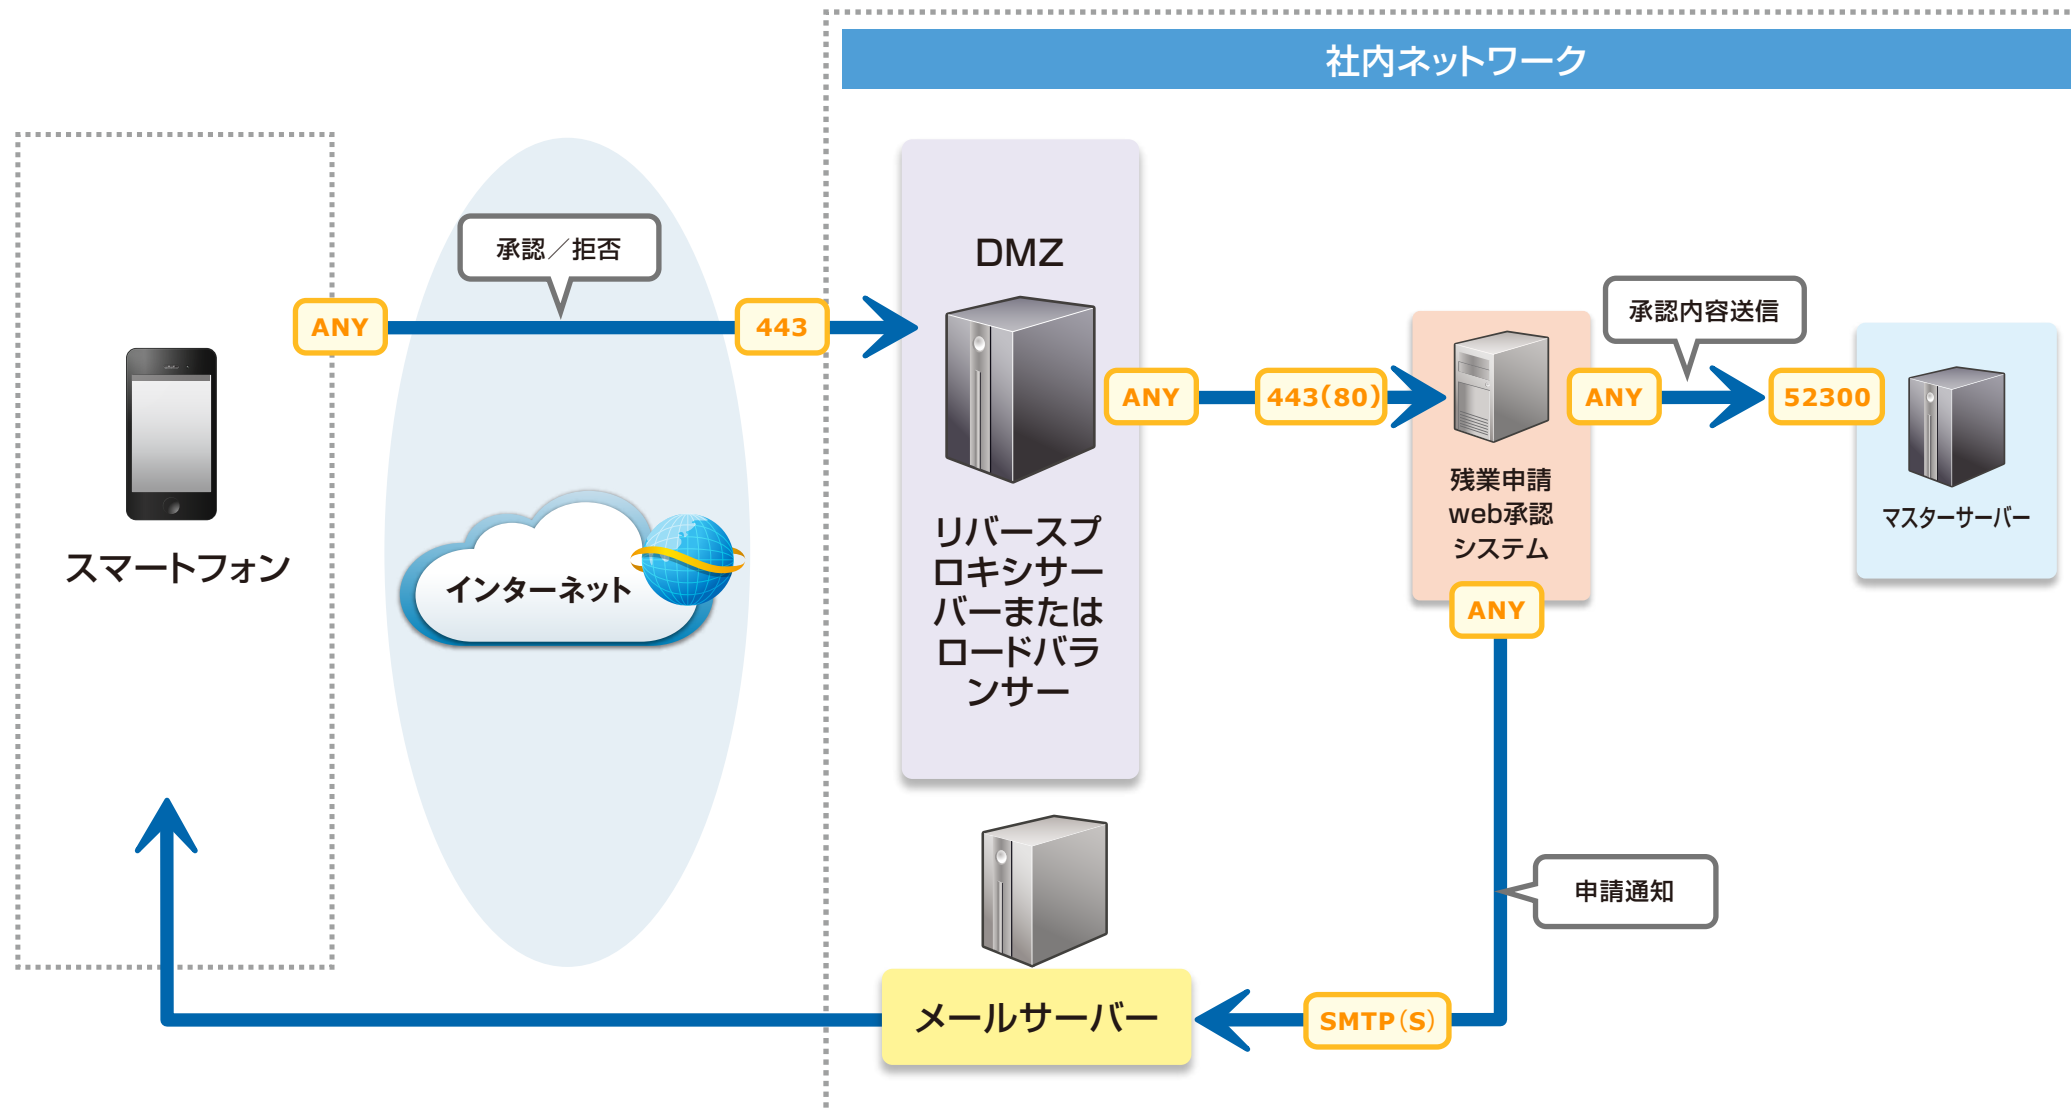 社内ネットワーク
承認／拒否
ANY
443
スマートフォン
インターネット
DMZ
リバースプ
ロキシサー
バーまたは
ロードバラ
ンサー
ANY
443(80)
残業申請
web承認
システム
承認内容送信
ANY
52300
マスターサーバー
ANY
申請通知
SMTP(S)
メールサーバー